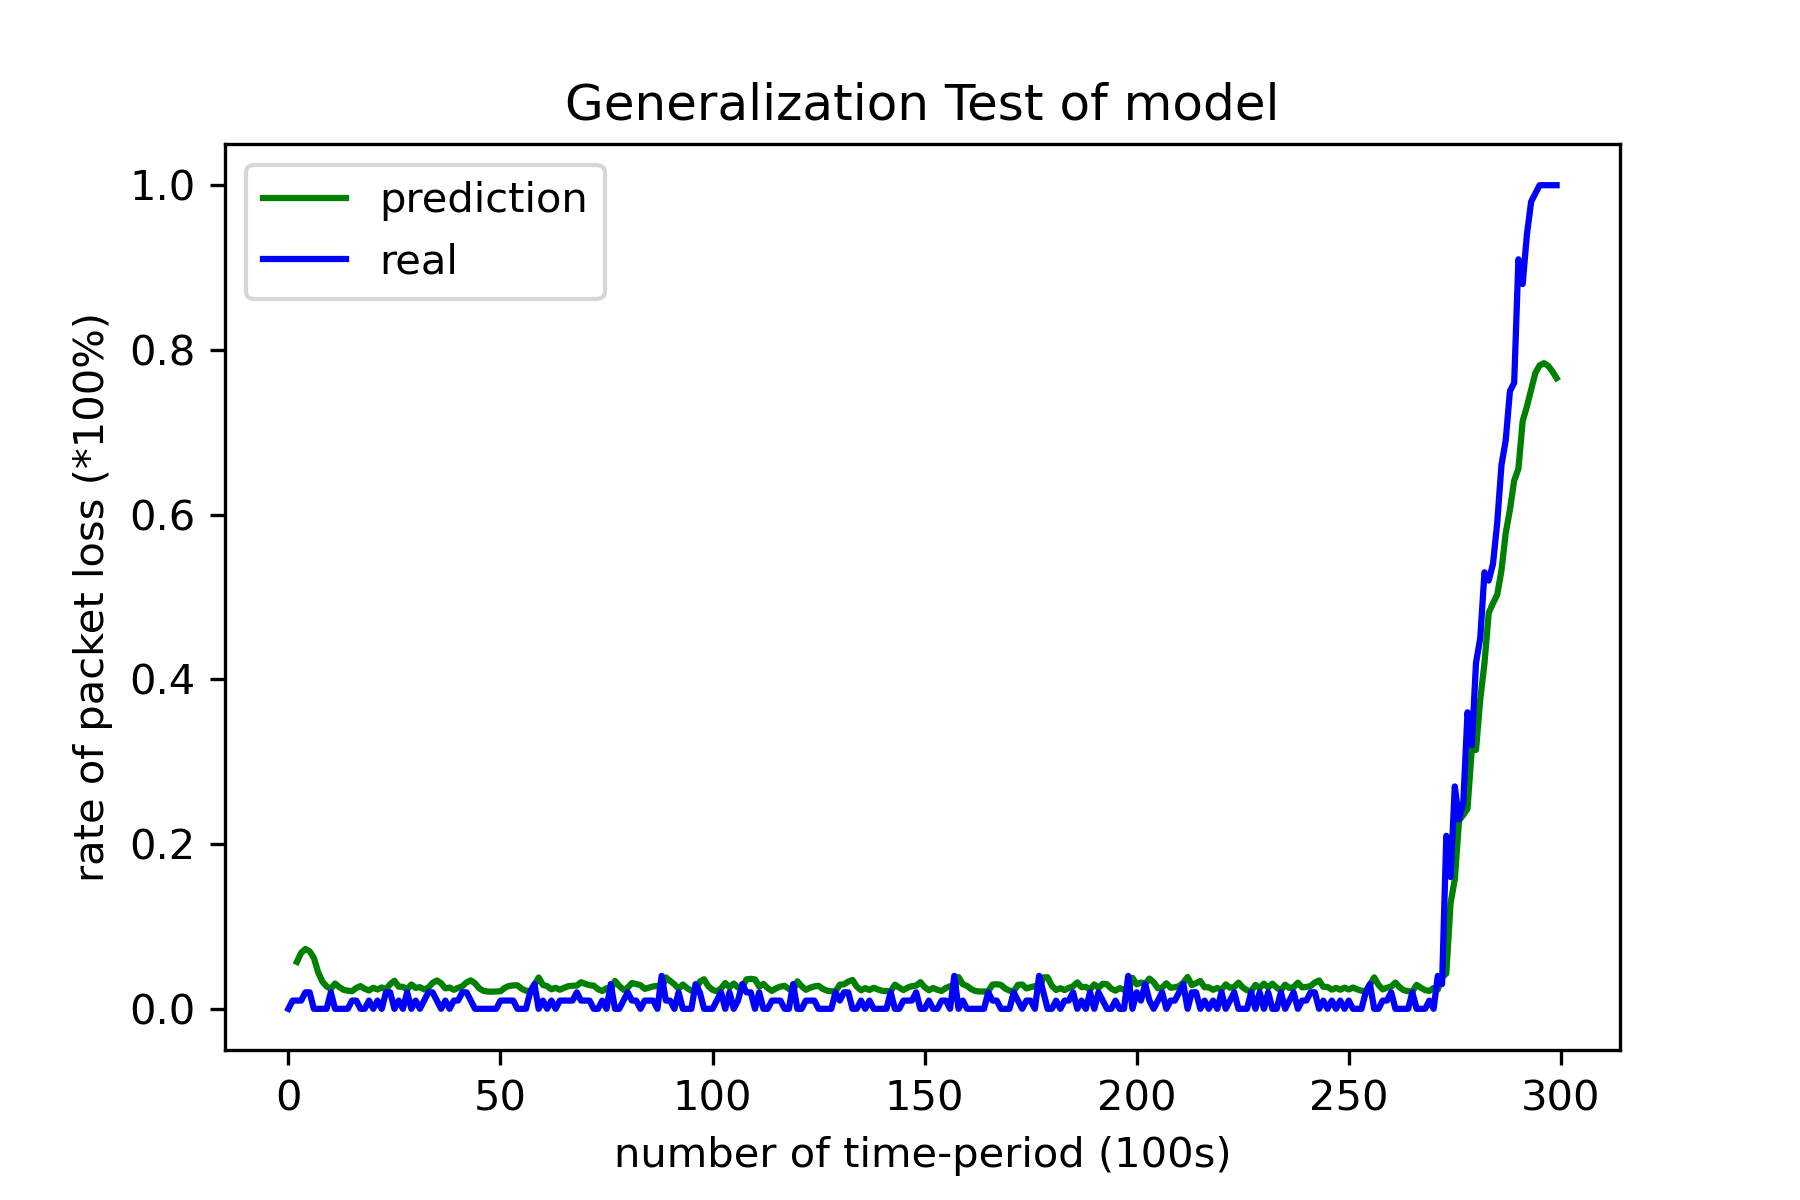 Generalization Test of model
prediction
real
1.0
0.8
0.6
0.4
0.2
0.0
rate of packet loss (*100%)
0 50 100 150 200 250 300
number of time-period (100s)